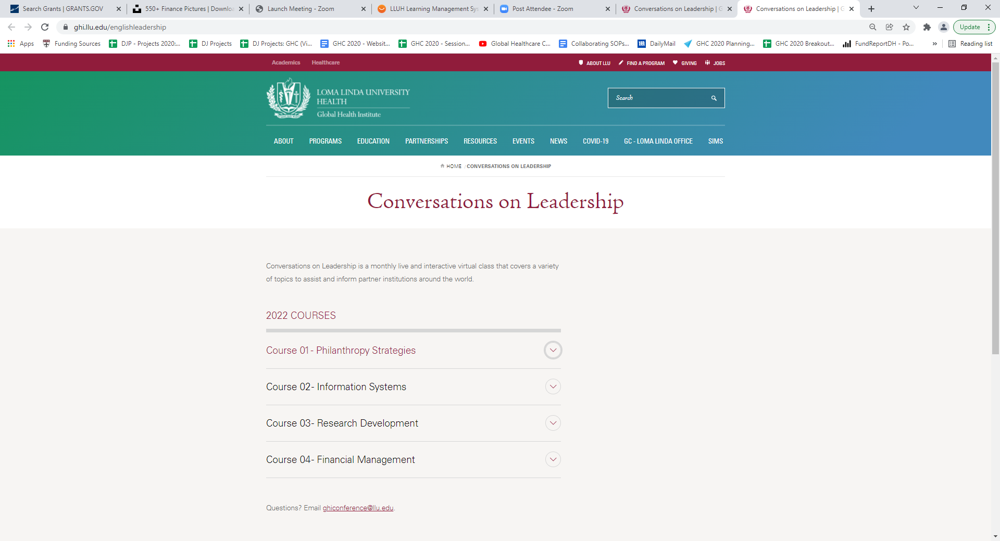 Search Grants | GRANTS.GOV
550+ Finance Pictures | Downloa
Launch Meeting - Zoom
LLUH Learning Management Sys
Post Attendee - Zoom
Conversations on Leadership | G
Conversations on Leadership | G
ghi.llu.edu/englishleadership
Update
Apps
Funding Sources
DJP - Projects 2020:...
DJ Projects
DJ Projects: GHC (Vi...
GHC 2020 - Websit...
GHC 2020 - Session...
Global Healthcare C...
Collaborating SOPs...
m DailyMail
GHC 2020 Planning...
GHC 2020 Breakout...
FundReportDH - Po...
»
Reading list
Academics Healthcare
ABOUT LLU FIND A PROGRAM GIVING JOBS
LOMA LINDA UNIVERSITY
HEALTH
Global Health Institute
Search
ABOUT PROGRAMS EDUCATION PARTNERSHIPS RESOURCES EVENTS NEWS COVID-19 GC - LOMA LINDA OFFICE SIMS
HOME / CONVERSATIONS ON LEADERSHIP
Conversations on Leadership
Conversations on Leadership is a monthly live and interactive virtual class that covers a variety
of topics to assist and inform partner institutions around the world.
2022 COURSES
Course 01- Philanthropy Strategies
Course 02- Information Systems
Course 03- Research Development
Course 04- Financial Management
Questions? Email ghiconference@llu.edu.